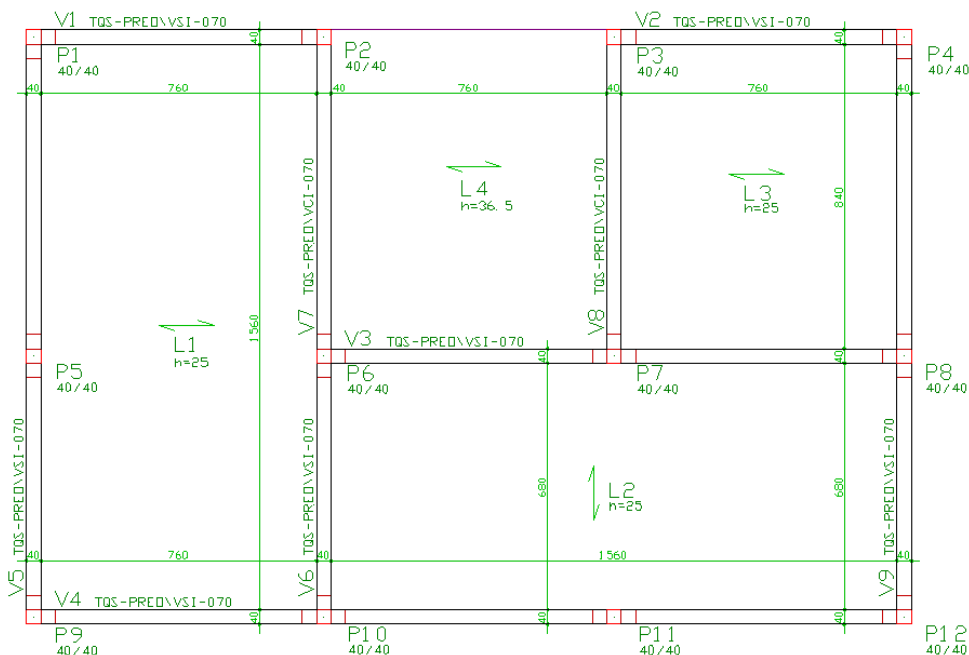 V1 TQS-PREO\VSI-070
V2 TQS-PREO\VSI-070
P1
40/40
P2
40/40
P3
40/40
P4
40/40
40
40
40 760 40 760 40 760 40
TQS-PREO\VCI-070
V7
TQS-PREO\VCI-070
V8
L4
h=36.5
L3
h=25
840
1560
L1
h=25
V3 TQS-PREO\VSI-070
40
40
P5
40/40
P6
40/40
P7
40/40
P8
40/40
TQS-PREO\VSI-070
V5
TQS-PREO\VSI-070
V6
TQS-PREO\VSI-070
V9
680
680
L2
h=25
40 760 40 1560 40
V4 TQS-PREO\VSI-070
40
40
40
P9
40/40
P10
40/40
P11
40/40
P12
40/40